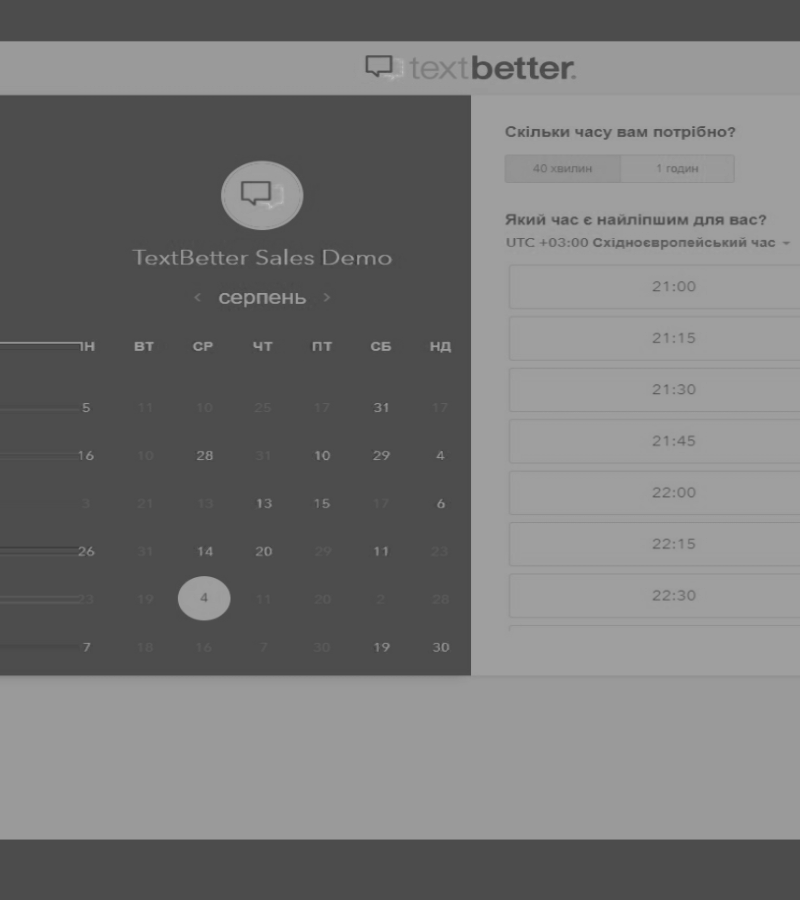 textbetter.
TextBetter Sales Demo
< серпень >
ПН ВТ СР ЧТ ПТ СБ НД
5 11 10 25 17 31 17
16 10 28 31 10 29 4
3 21 13 13 15 17 6
26 31 14 20 29 11 23
23 19 4 11 20 2 28
7 18 16 7 30 19 30
Скільки часу вам потрібно?
40 хвилин 1 годин
Який час є найліпшим для вас?
UTC +03:00 Східноєвропейський час
21:00
21:15
21:30
21:45
22:00
22:15
22:30